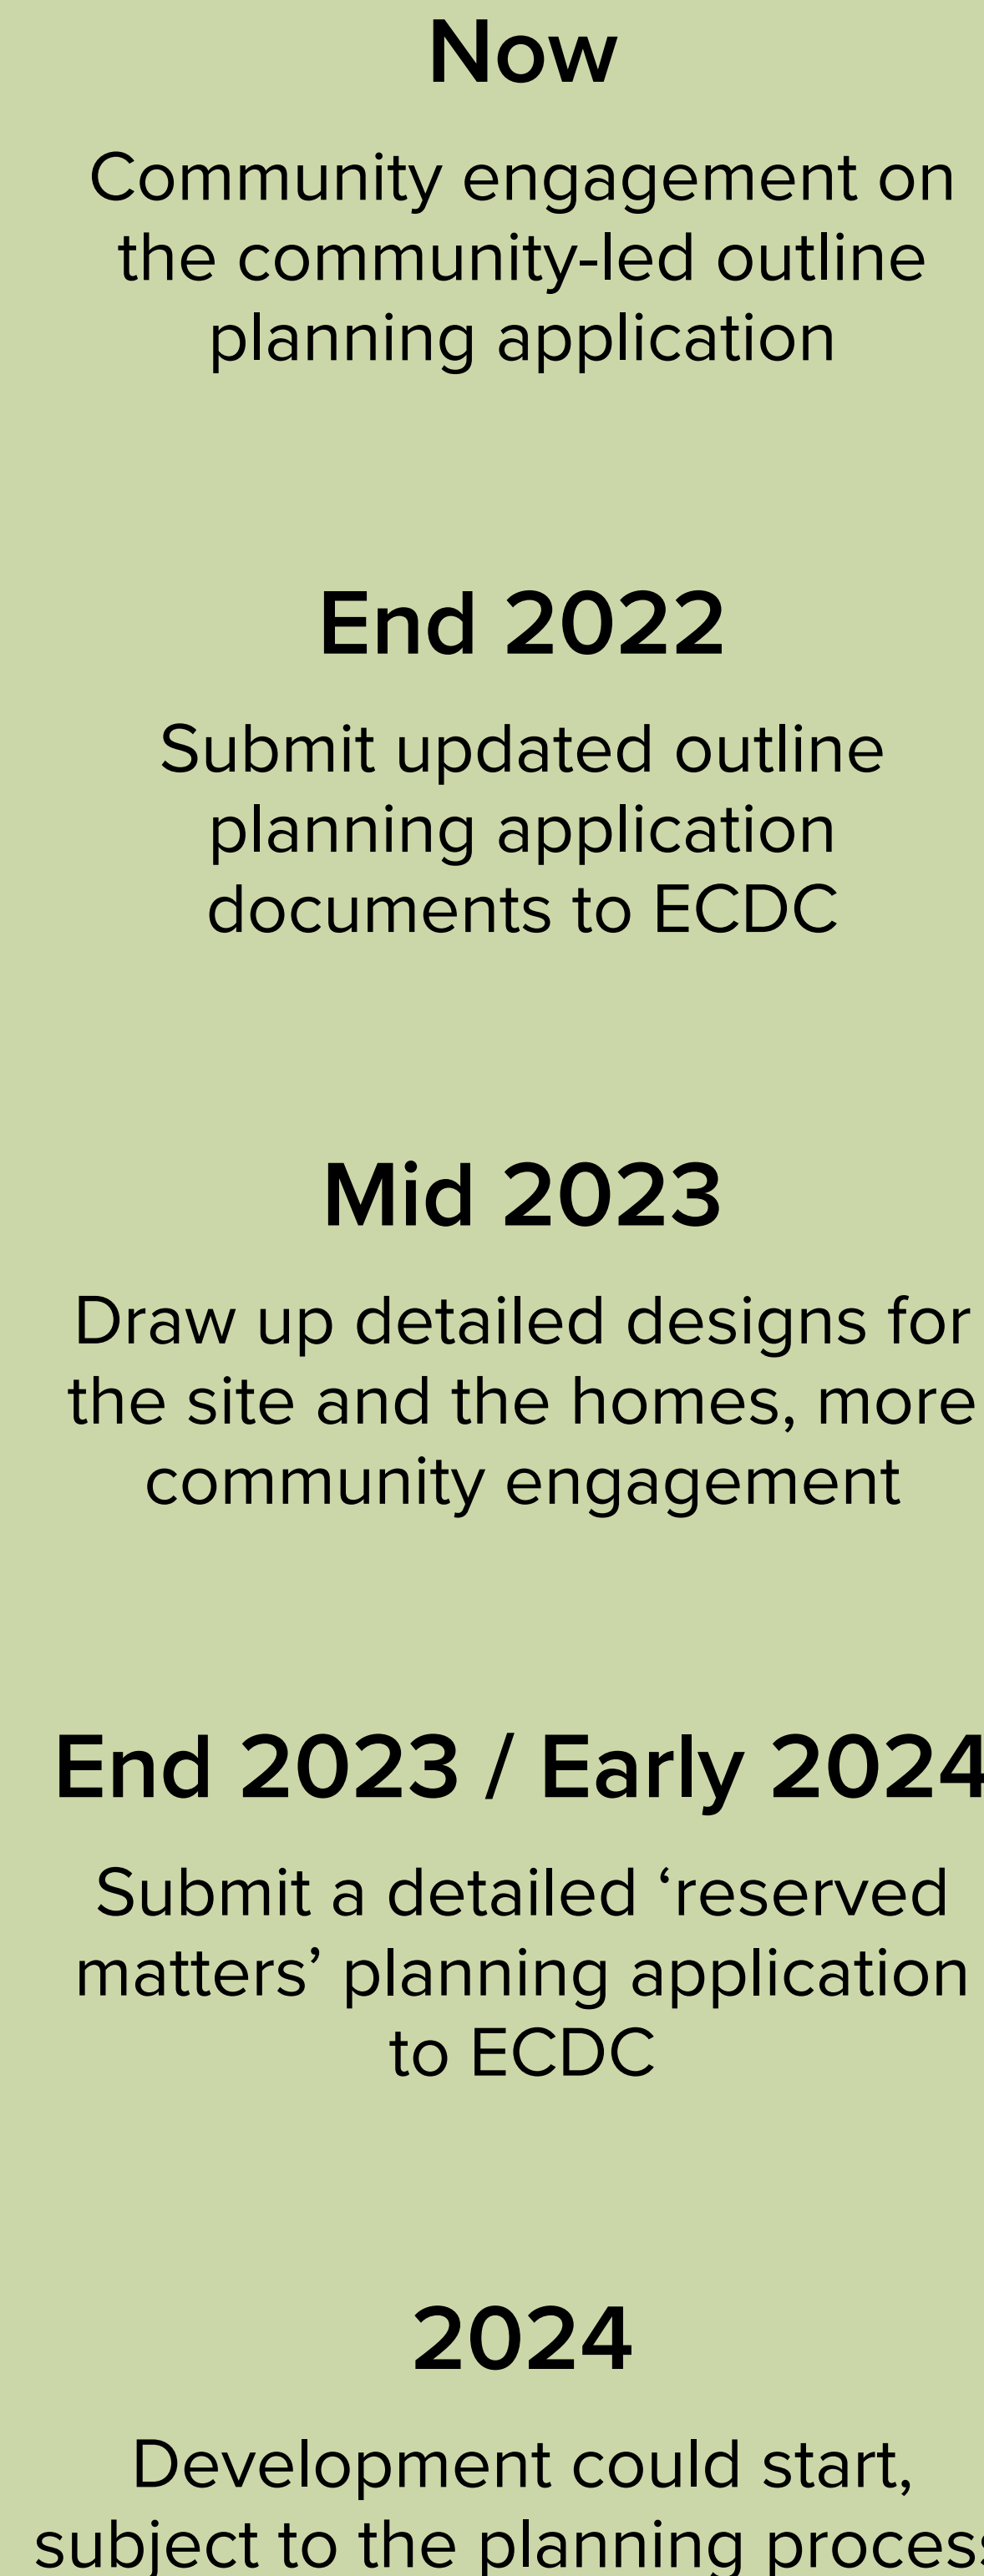 Now
Community engagement on
the community-led outline
planning application
End 2022
Submit updated outline
planning application
documents to ECDC
Mid 2023
Draw up detailed designs for
the site and the homes, more
community engagement
End 2023 / Early 2024
Submit a detailed ‘reserved
matters’ planning application
to ECDC
2024
Development could start,
subject to the planning process